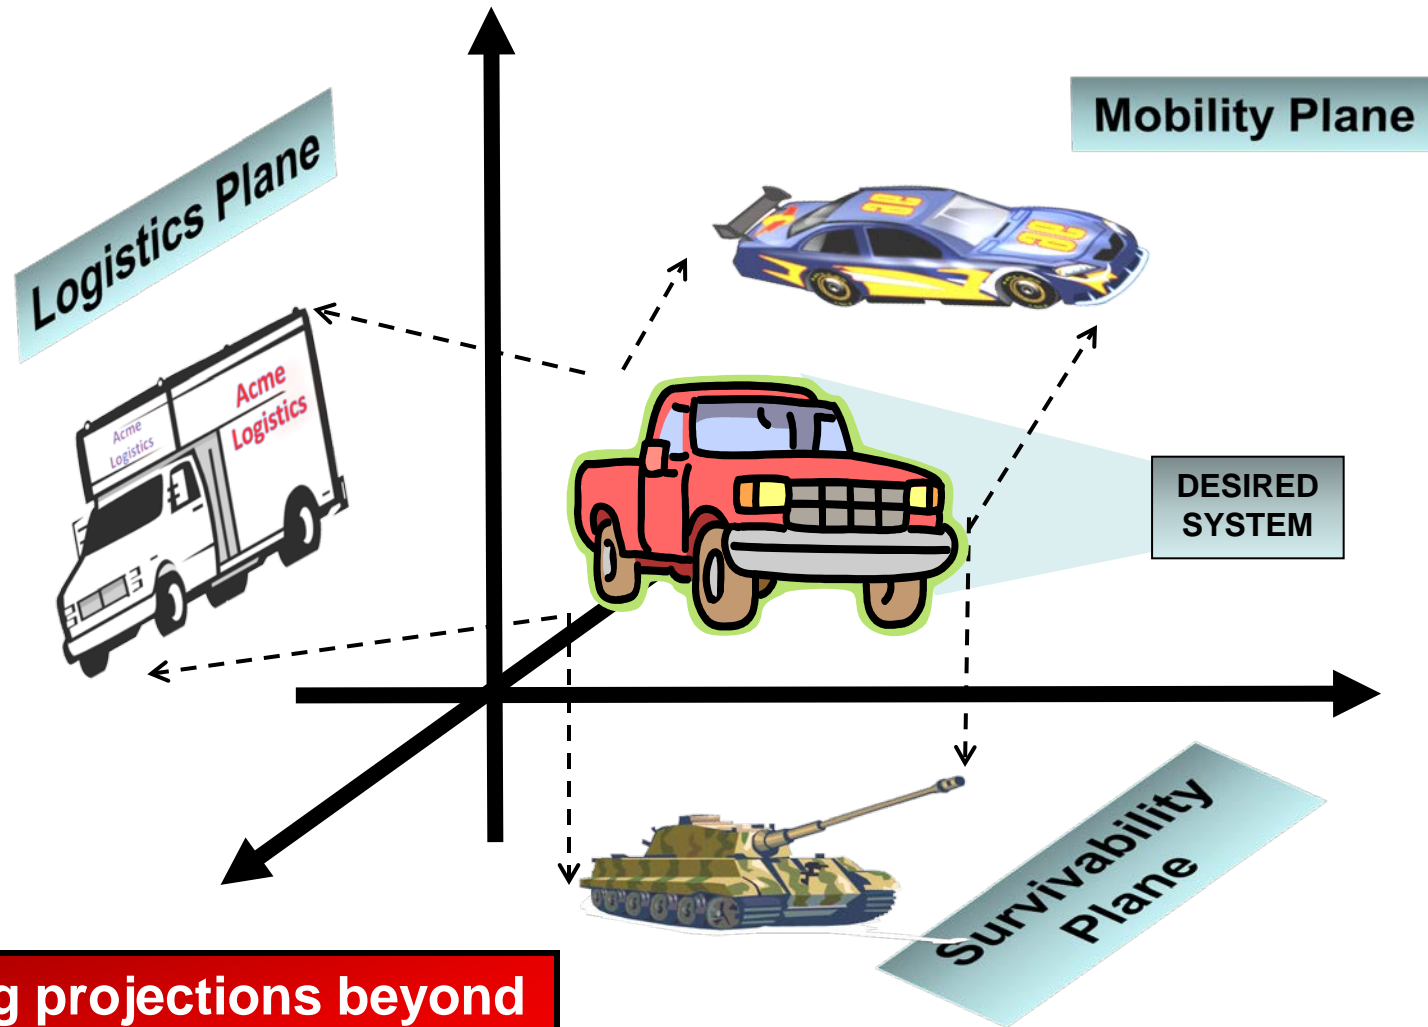 Mobility Plane
Logistics Plane
Acme
Logistics
Acme
Logistics
DESIRED
SYSTEM
Survivability
Plane
g projections beyond